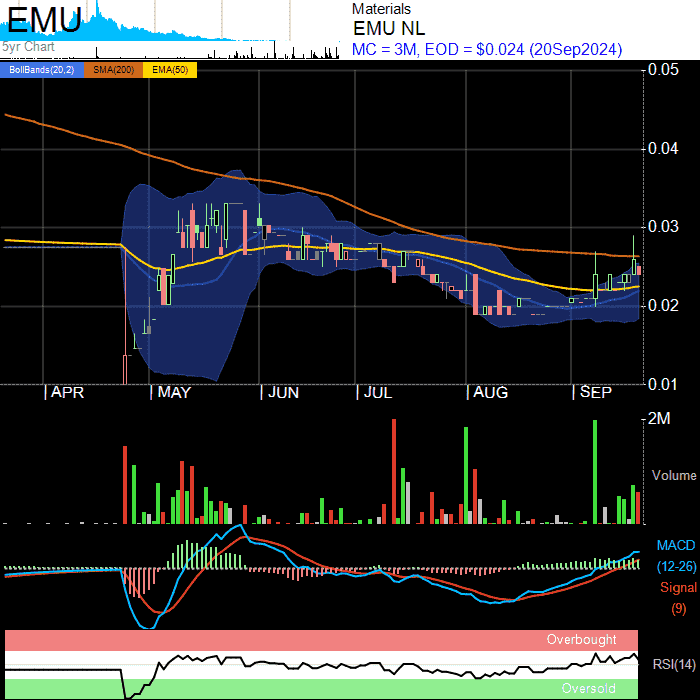 EMU
5yr Chart
Materials
EMU NL
MC = 3M, EOD = $0.024 (20Sep2024)
BollBands(20,2) SMA(200) EMA(50)
0.05
0.04
0.03
0.02
0.01
APR MAY JUN JUL AUG SEP
2M
Volume
MACD
(12-26)
Signal
(9)
Overbought
RSI(14)
Oversold